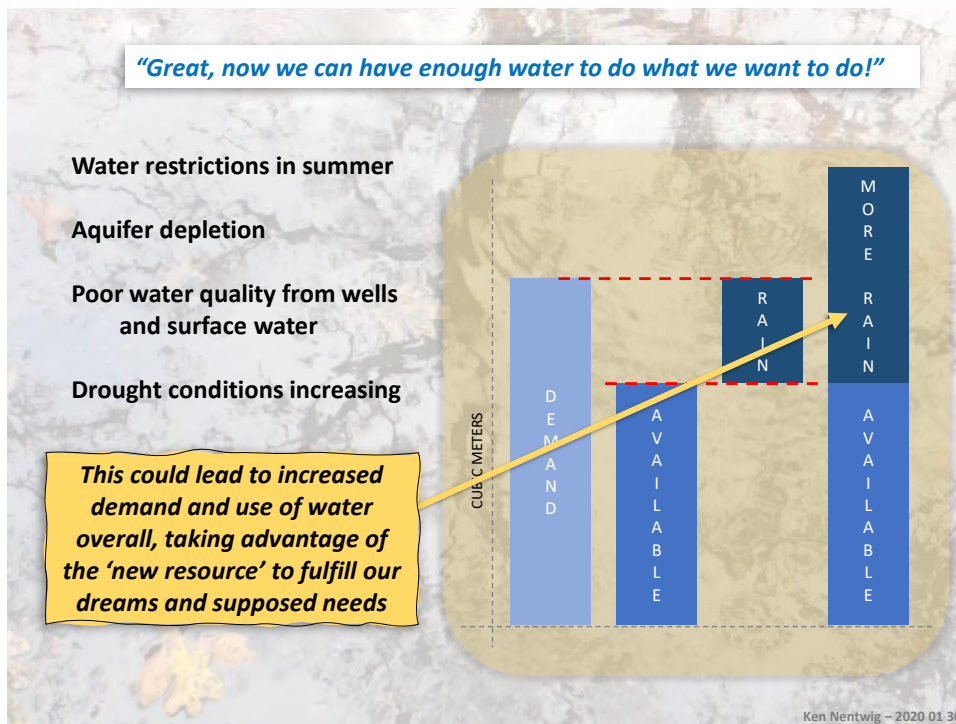 “Great, now we can have enough water to do what we want to do!”
Water restrictions in summer
Aquifer depletion
Poor water quality from wells
and surface water
Drought conditions increasing
This could lead to increased
demand and use of water
overall, taking advantage of
the ‘new resource’ to fulfill our
dreams and supposed needs
CUBIC METERS
DEMAND
AVAILABLE
RAIN
MORE RAIN
AVAILABLE
Ken Nentwig – 2020 01 30